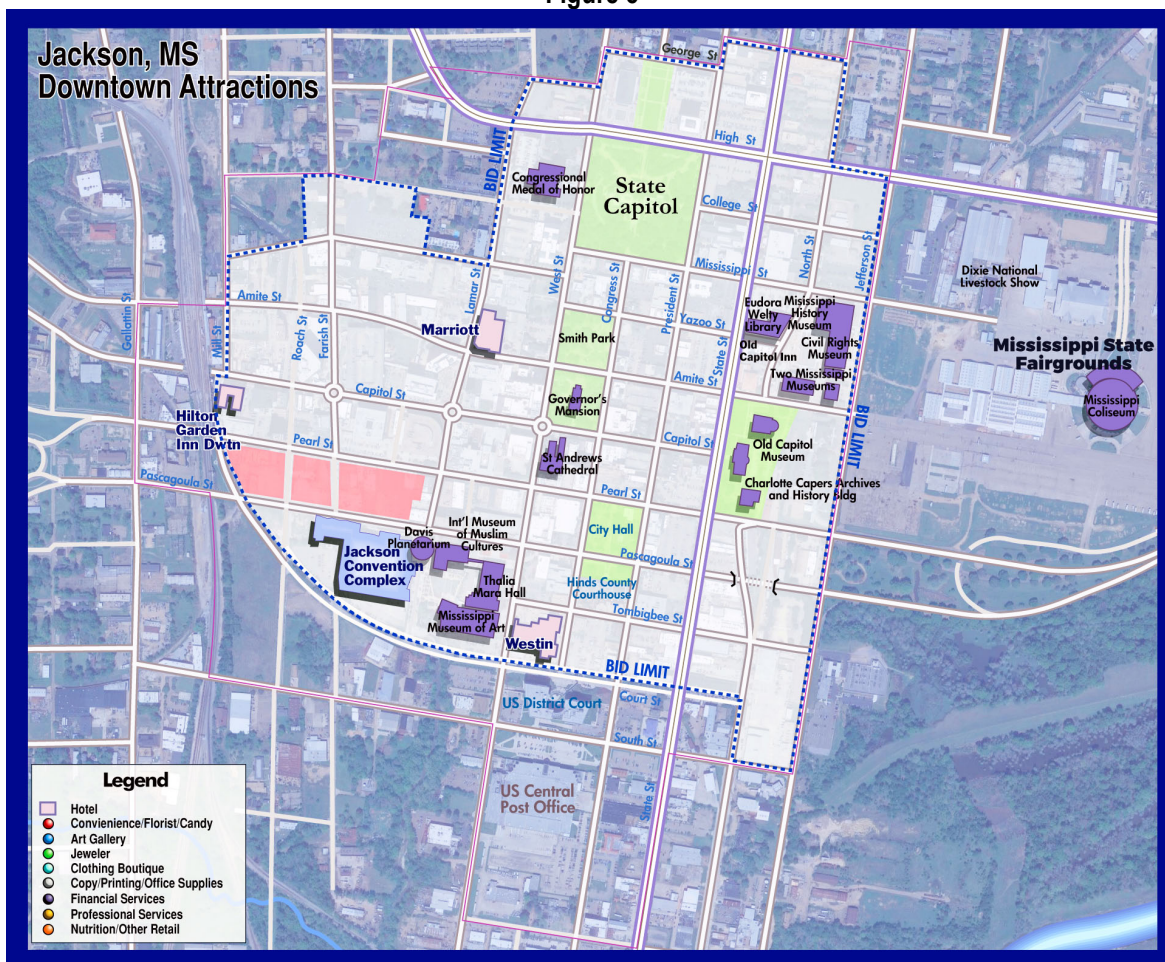 Figure 3
Jackson, MS
Downtown Attractions
George St
High St
BID LIMIT
Congressional
Medal of Honor
State
Capitol
College St
Mississippi St
North St
Jefferson St
Dixie National
Livestock Show
Gallatin St
Mill St
Amite St
Roach St
Farish St
Lamar St
West St
Congress St
President St
Yazoo St
State St
Eudora
Welty
Library
Misissippi
History
Museum
Marriott
Smith Park
Old
Capitol Inn
Civil Rights
Museum
Mississippi State
Fairgrounds
Amite St
Two Mississippi
Museums
Mississippi
Coliseum
Capitol St
Governor's
Mansion
BID LIMIT
Hilton
Garden
Inn Dwtn
Pearl St
St Andrews
Cathedral
Capitol St
Old Capitol
Museum
Pascagoula St
Pearl St
Charlotte Capers Archives
and History Bldg
Davis
Planetarium
Int'l Museum
of Muslim
Cultures
City Hall
Jackson
Convention
Complex
Pascagoula St
Thalia
Mara Hall
Hinds County
Courthouse
Mississippi
Museum of Art
Tombigbee St
Westin
BID LIMIT
US District Court
Court St
South St
US Central
Post Office
State St
Legend
Hotel
Convienience/Florist/Candy
Art Gallery
Jeweler
Clothing Boutique
Copy/Printing/Office Supplies
Financial Services
Professional Services
Nutrition/Other Retail